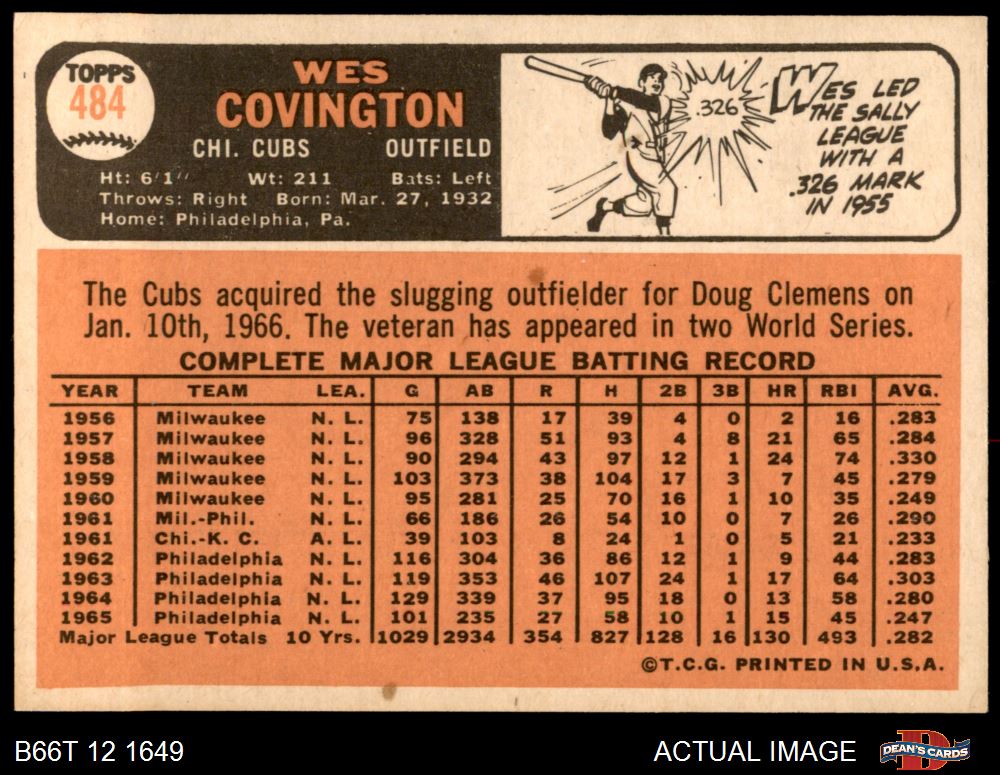 TOPPS
484
WES
COVINGTON
CHI. CUBS OUTFIELD
Ht: 6'1" Wt: 211 Bats: Left
Throws: Right Born: Mar. 27, 1932
Home: Philadelphia, Pa.
.326
WES LED
THE SALLY
LEAGUE
WITH A
.326 MARK
IN 1955
The Cubs acquired the slugging outfielder for Doug Clemens on
Jan. 10th, 1966. The veteran has appeared in two World Series.
COMPLETE MAJOR LEAGUE BATTING RECORD
YEAR TEAM LEA. G AB R H 2B 3B HR RBI AVG.
1956 Milwaukee N. L. 75 138 17 39 4 0 2 16 .283
1957 Milwaukee N. L. 96 328 51 93 4 8 21 65 .284
1958 Milwaukee N. L. 90 294 43 97 12 1 24 74 .330
1959 Milwaukee N. L. 103 373 38 104 17 3 7 45 .279
1960 Milwaukee N. L. 95 281 25 70 16 1 10 35 .249
1961 Mil.-Phil. N. L. 66 186 26 54 10 0 7 26 .290
1961 Chi.-K. C. A. L. 39 103 8 24 1 0 5 21 .233
1962 Philadelphia N. L. 116 304 36 86 12 1 9 44 .283
1963 Philadelphia N. L. 119 353 46 107 24 1 17 64 .303
1964 Philadelphia N. L. 129 339 37 95 18 0 13 58 .280
1965 Philadelphia N. L. 101 235 27 58 10 1 15 45 .247
Major League Totals 10 Yrs. 1029 2934 354 827 128 16 130 493 .282
©T.C.G. PRINTED IN U.S.A.
B66T 12 1649 ACTUAL IMAGE DEAN'S CARDS